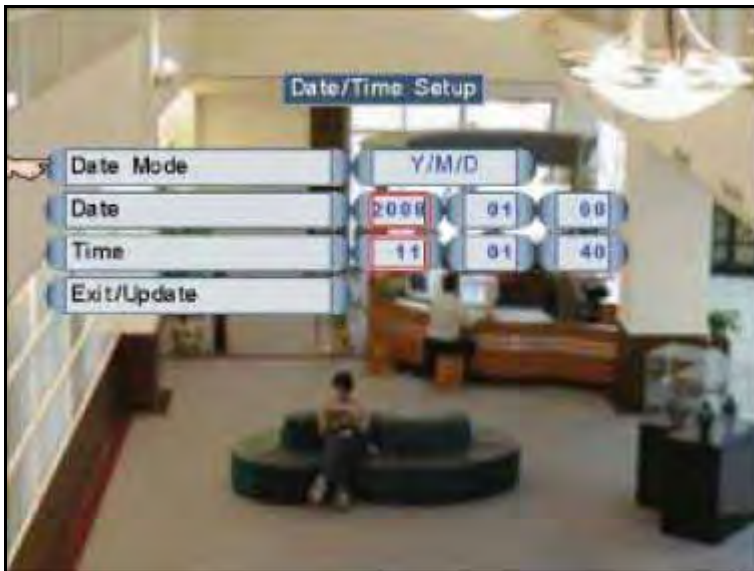 Date/Time Setup
Date Mode Y/M/D
Date 01
Time 11 01 40
Exit/Update